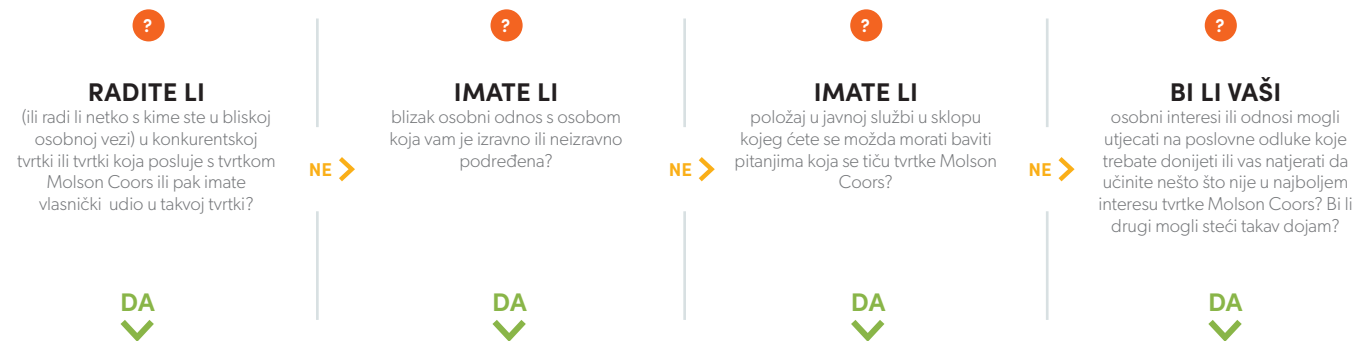 ?
RADITE LI
(ili radi li netko s kime ste u bliskoj
osobnoj vezi) u konkurentskoj
tvrtki ili tvrtki koja posluje s tvrtkom
Molson Coors ili pak imate
vlasnički udio u takvoj tvrtki?
DA
NE
?
IMATE LI
blizak osobni odnos s osobom
koja vam je izravno ili neizravno
podređena?
DA
NE
?
IMATE LI
položaj u javnoj službi u sklopu
kojeg ćete se možda morati baviti
pitanjima koja se tiču tvrtke Molson
Coors?
DA
NE
?
BI LI VAŠI
osobni interesi ili odnosi mogli
utjecati na poslovne odluke koje
trebate donijeti ili vas natjerati da
učinite nešto što nije u najboljem
interesu tvrtke Molson Coors? Bi li
drugi mogli steći takav dojam?
DA